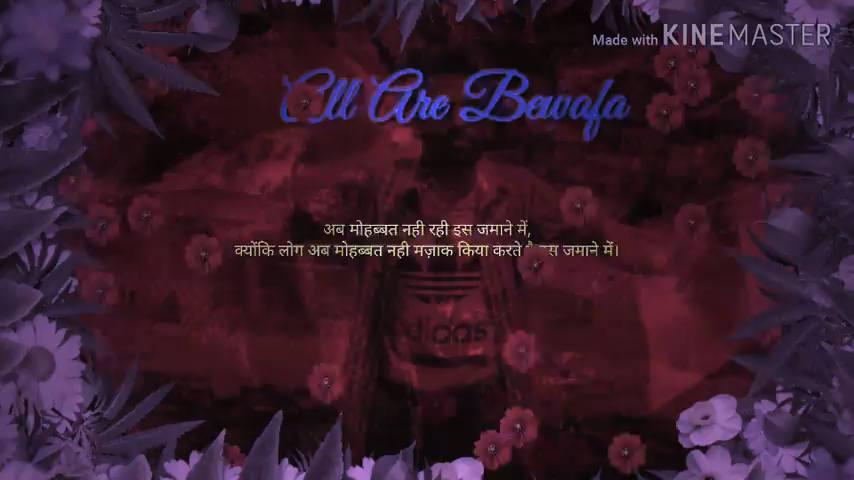 Made with KINEMASTER
All Are Bewafa
अब मोहब्बत नही रही इस जमाने में,
क्योंकि लोग अब मोहब्बत नही मज़ाक किया करते जमाने में।
adidas